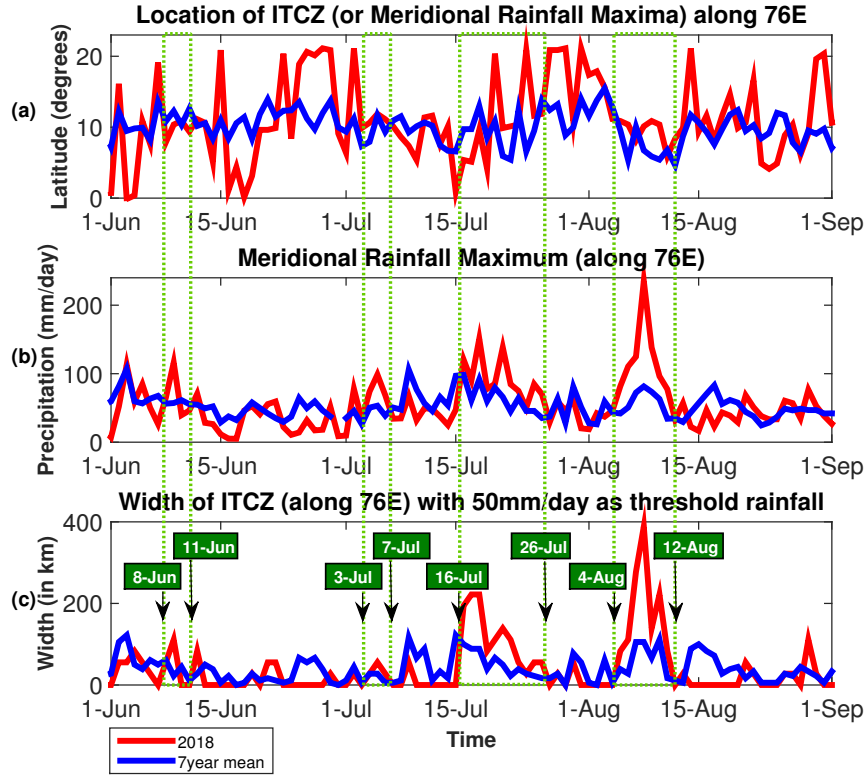 Location of ITCZ (or Meridional Rainfall Maxima) along 76E
(a)
Latitude (degrees)
20
10
0
1-Jun 15-Jun 1-Jul 15-Jul 1-Aug 15-Aug 1-Sep
Meridional Rainfall Maximum (along 76E)
(b)
Precipitation (mm/day)
200
100
0
1-Jun 15-Jun 1-Jul 15-Jul 1-Aug 15-Aug 1-Sep
Width of ITCZ (along 76E) with 50mm/day as threshold rainfall
(c)
Width (in km)
400
200
0
11-Jun 7-Jul 26-Jul 12-Aug
8-Jun 3-Jul 16-Jul 4-Aug
1-Jun 15-Jun 1-Jul 15-Jul 1-Aug 15-Aug 1-Sep
Time
2018
7year mean